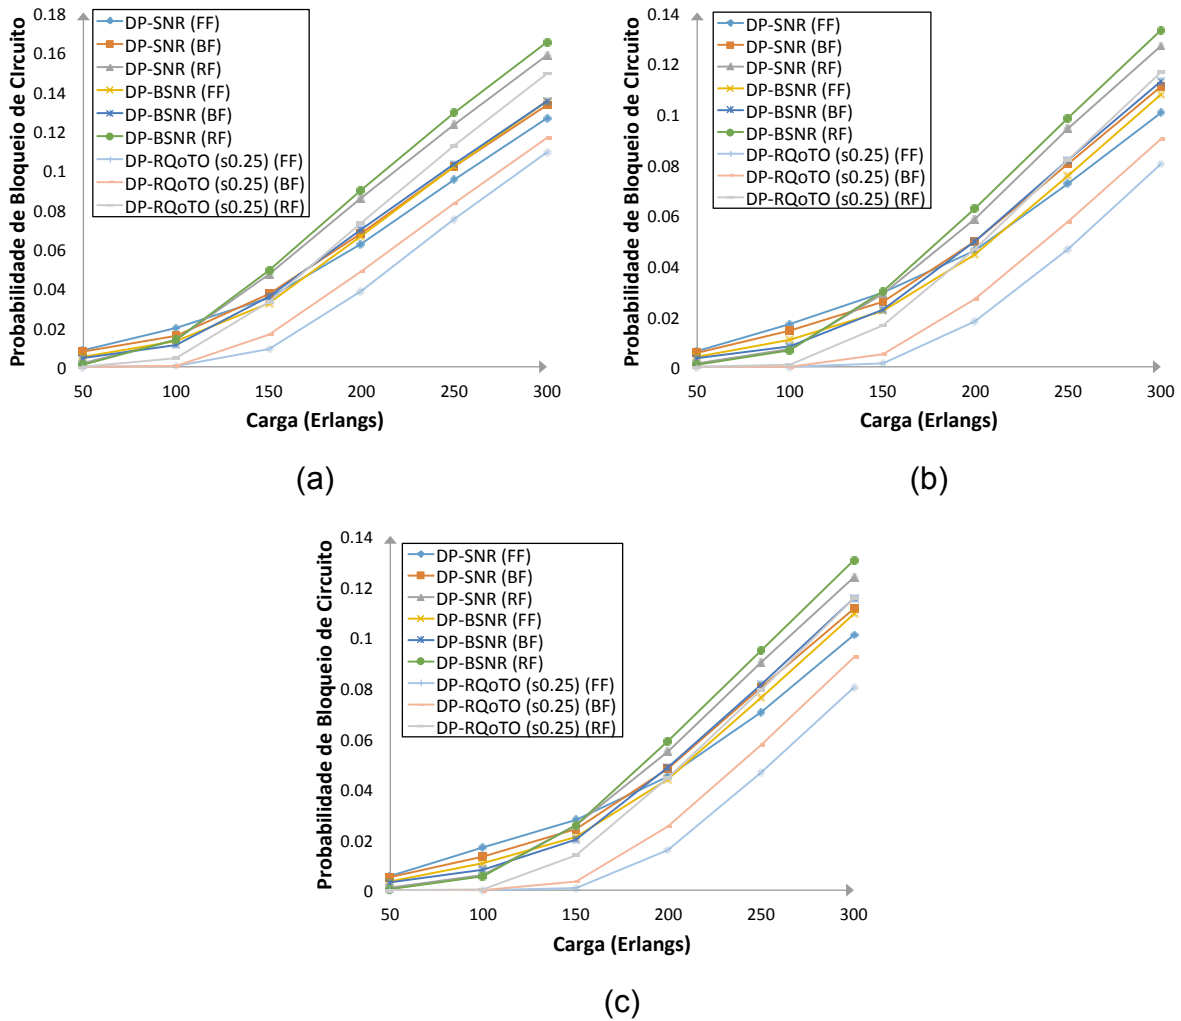 Probabilidade de Bloqueio de CIrcuito
0.18
0.16
0.14
0.12
0.1
0.08
0.06
0.04
0.02
0
DP-SNR (FF)
DP-SNR (BF)
DP-SNR (RF)
DP-BSNR (FF)
DP-BSNR (BF)
DP-BSNR (RF)
DP-RQoTO (s0.25) (FF)
DP-RQoTO (s0.25) (BF)
DP-RQoTO (s0.25) (RF)
50 100 150 200 250 300
Carga (Erlangs)
(a)
Probabilidade de Bloqueio de CIrcuito
0.14
0.12
0.1
0.08
0.06
0.04
0.02
0
DP-SNR (FF)
DP-SNR (BF)
DP-SNR (RF)
DP-BSNR (FF)
DP-BSNR (BF)
DP-BSNR (RF)
DP-RQoTO (s0.25) (FF)
DP-RQoTO (s0.25) (BF)
DP-RQoTO (s0.25) (RF)
50 100 150 200 250 300
Carga (Erlangs)
(b)
Probabilidade de Bloqueio de Circuito
0.14
0.12
0.1
0.08
0.06
0.04
0.02
0
DP-SNR (FF)
DP-SNR (BF)
DP-SNR (RF)
DP-BSNR (FF)
DP-BSNR (BF)
DP-BSNR (RF)
DP-RQoTO (s0.25) (FF)
DP-RQoTO (s0.25) (BF)
DP-RQoTO (s0.25) (RF)
50 100 150 200 250 300
Carga (Erlangs)
(c)